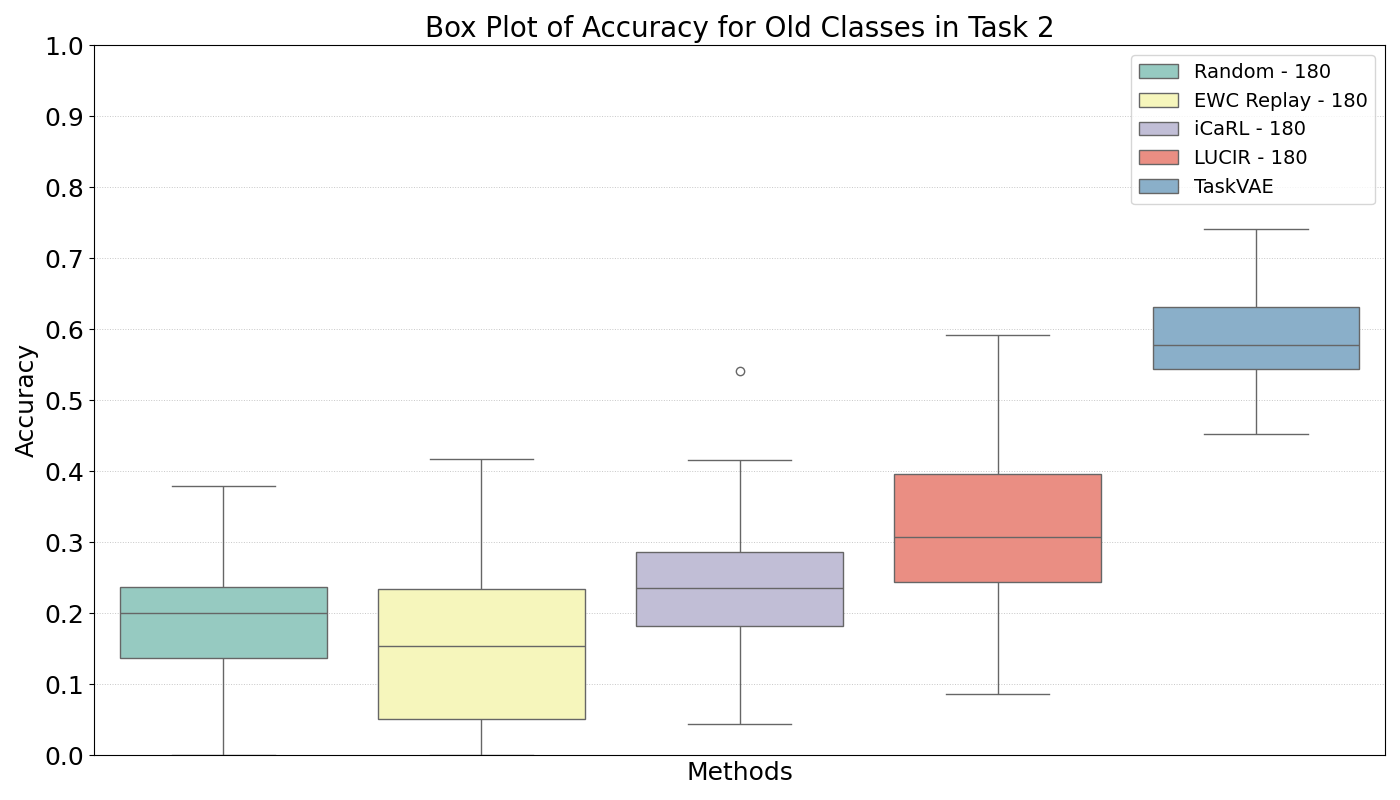 Box Plot of Accuracy for Old Classes in Task 2
1.0
0.9
0.8
0.7
0.6
0.5
0.4
0.3
0.2
0.1
0.0
Accuracy
Methods
Random - 180
EWC Replay - 180
iCaRL - 180
LUCIR - 180
TaskVAE